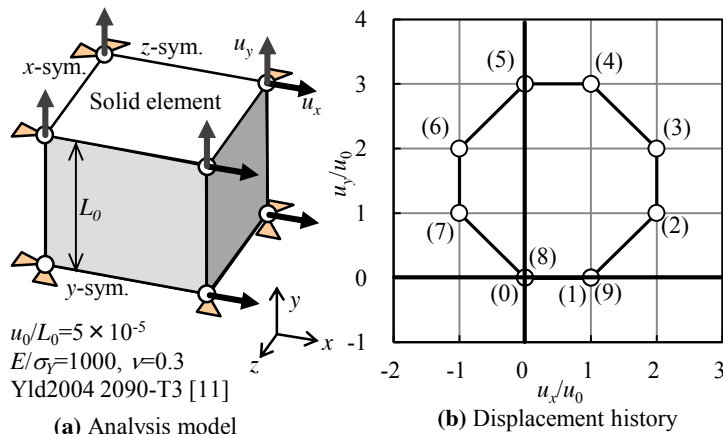 z-sym.
x-sym.
u_y
u_x
Solid element
L_0
y-sym.
y
x
z
u_0/L_0=5 × 10^-5
E/σ_Y=1000, ν=0.3
Yld2004 2090-T3 [11]
(a) Analysis model
4
3
2
1
0
-1
u_y/u_0
(5)
(4)
(6)
(3)
(7)
(2)
(8)
(0)
(1)
(9)
-2 -1 0 1 2 3
u_x/u_0
(b) Displacement history